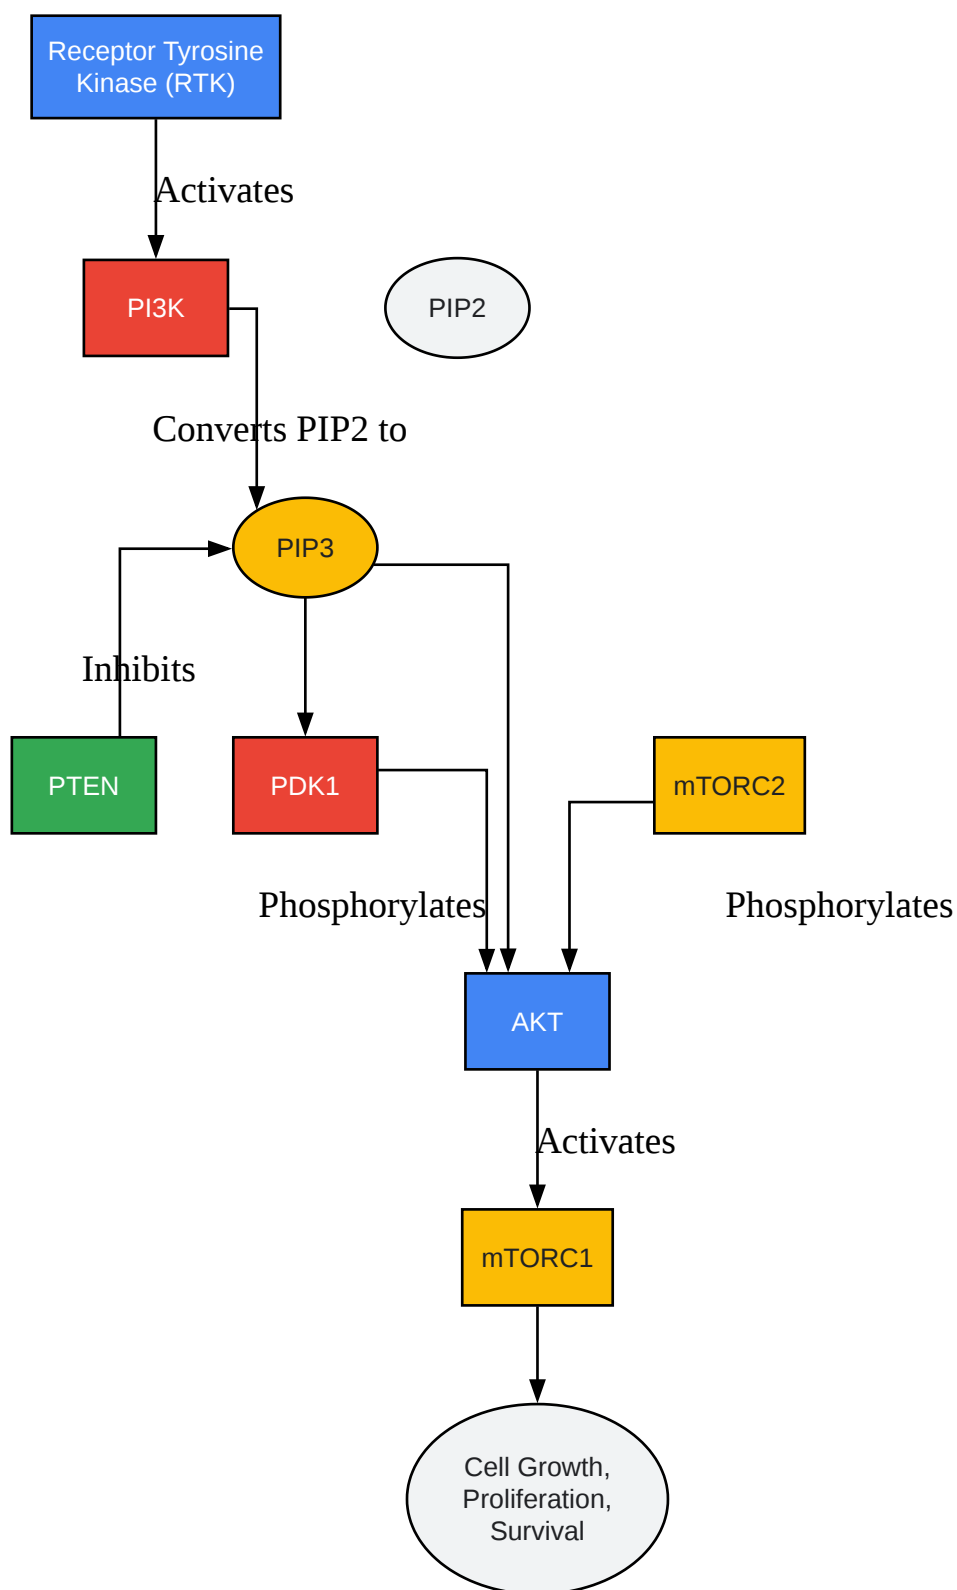 Receptor Tyrosine
Kinase (RTK)
Activates
PI3K
PIP2
Converts PIP2 to
PIP3
Inhibits
PTEN
PDK1
mTORC2
Phosphorylates
Phosphorylates
AKT
Activates
mTORC1
Cell Growth,
Proliferation,
Survival